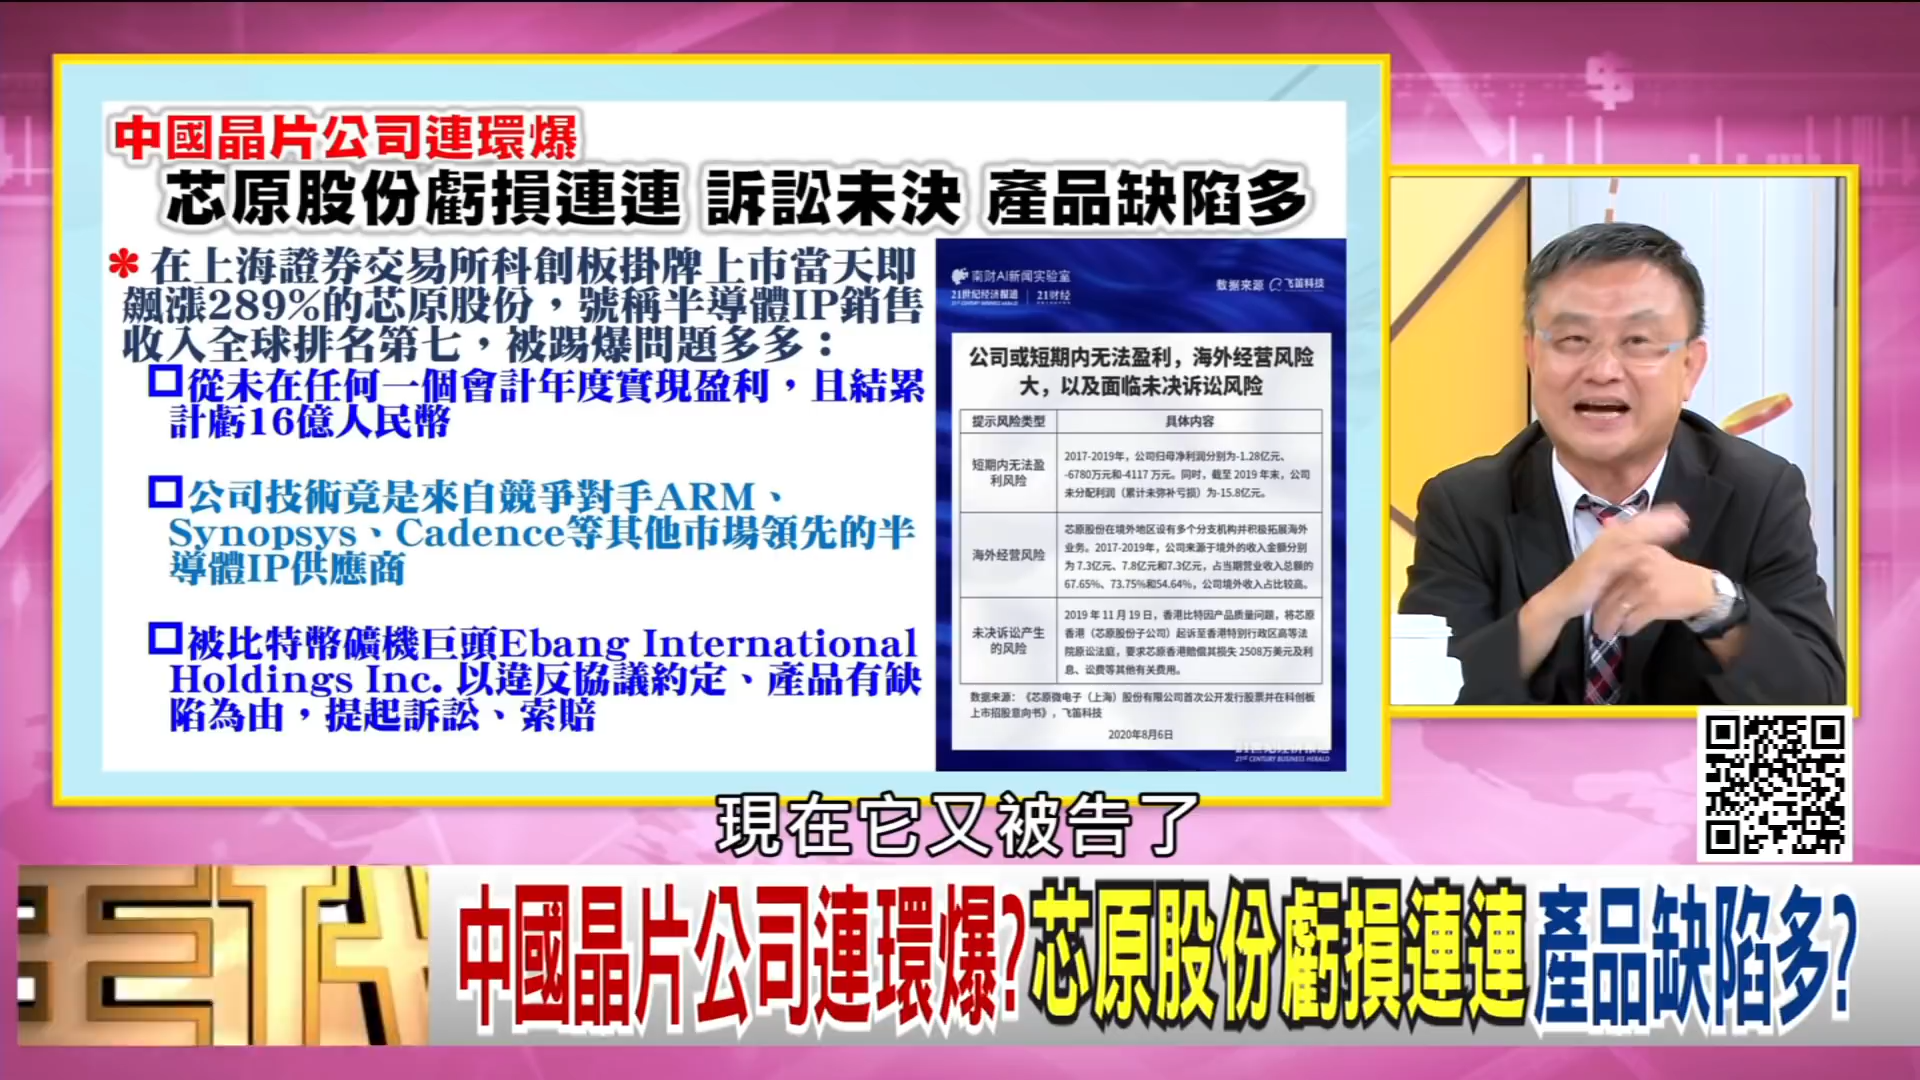 中國晶片公司連環爆
芯原股份虧損連連 訴訟未決 產品缺陷多
* 在上海證券交易所科創板掛牌上市當天即
飆漲289%的芯原股份，號稱半導體IP銷售
收入全球排名第七，被踢爆問題多多：
從未在任何一個會計年度實現盈利，且結累
計虧16億人民幣
公司技術竟是來自競爭對手ARM、
Synopsys、Cadence等其他市場領先的半
導體IP供應商
被比特幣礦機巨頭Ebang International
Holdings Inc. 以違反協議約定、產品有缺
陷為由，提起訴訟、索賠
南财AI新闻实验室
21世纪经济报道 | 21财经
数据来源 飞笛科技
公司或短期内无法盈利，海外经营风险
大，以及面临未决诉讼风险
提示风险类型 具体内容
短期内无法盈
利风险
2017-2019年，公司归母净利润分别为-1.28亿元、
-6780万元和-4117 万元。同时，截至 2019 年末，公司
未分配利润（累计未弥补亏损）为-15.8亿元。
海外经营风险
芯原股份在境外地区设有多个分支机构并积极拓展海外
业务。2017-2019年，公司来源于境外的收入金额分别
为 7.3亿元、7.8亿元和7.3亿元，占当期营业收入总额的
67.65%、73.75%和54.64%，公司境外收入占比较高。
未决诉讼产生
的风险
2019 年 11 月 19 日，香港比特因产品质量问题，将芯原
香港（芯原股份子公司）起诉至香港特别行政区高等法
院原讼法庭，要求芯原香港赔偿其损失 2508万美元及利
息、讼费等其他有关费用。
数据来源：《芯原微电子（上海）股份有限公司首次公开发行股票并在科创板
上市招股意向书》，飞笛科技
2020年8月6日
21世纪经济报道
21ST CENTURY BUSINESS HERALD
現在它又被告了
中國晶片公司連環爆?芯原股份虧損連連產品缺陷多?